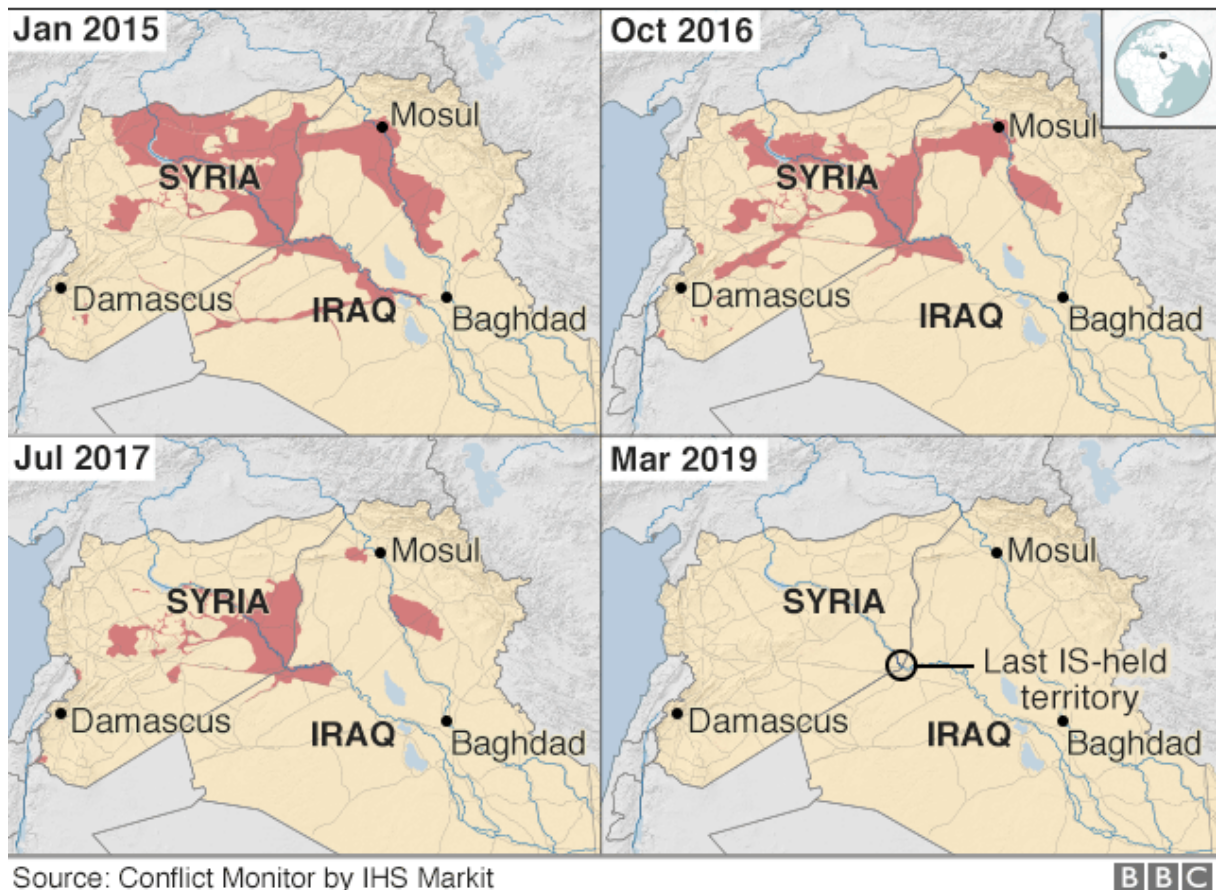 Jan 2015
Mosul
SYRIA
Damascus
IRAQ
Baghdad
Oct 2016
Mosul
SYRIA
Damascus
IRAQ
Baghdad
Jul 2017
Mosul
SYRIA
Damascus
IRAQ
Baghdad
Mar 2019
Mosul
SYRIA
Last IS-held
territory
Damascus
IRAQ
Baghdad
Source: Conflict Monitor by IHS Markit
BBC